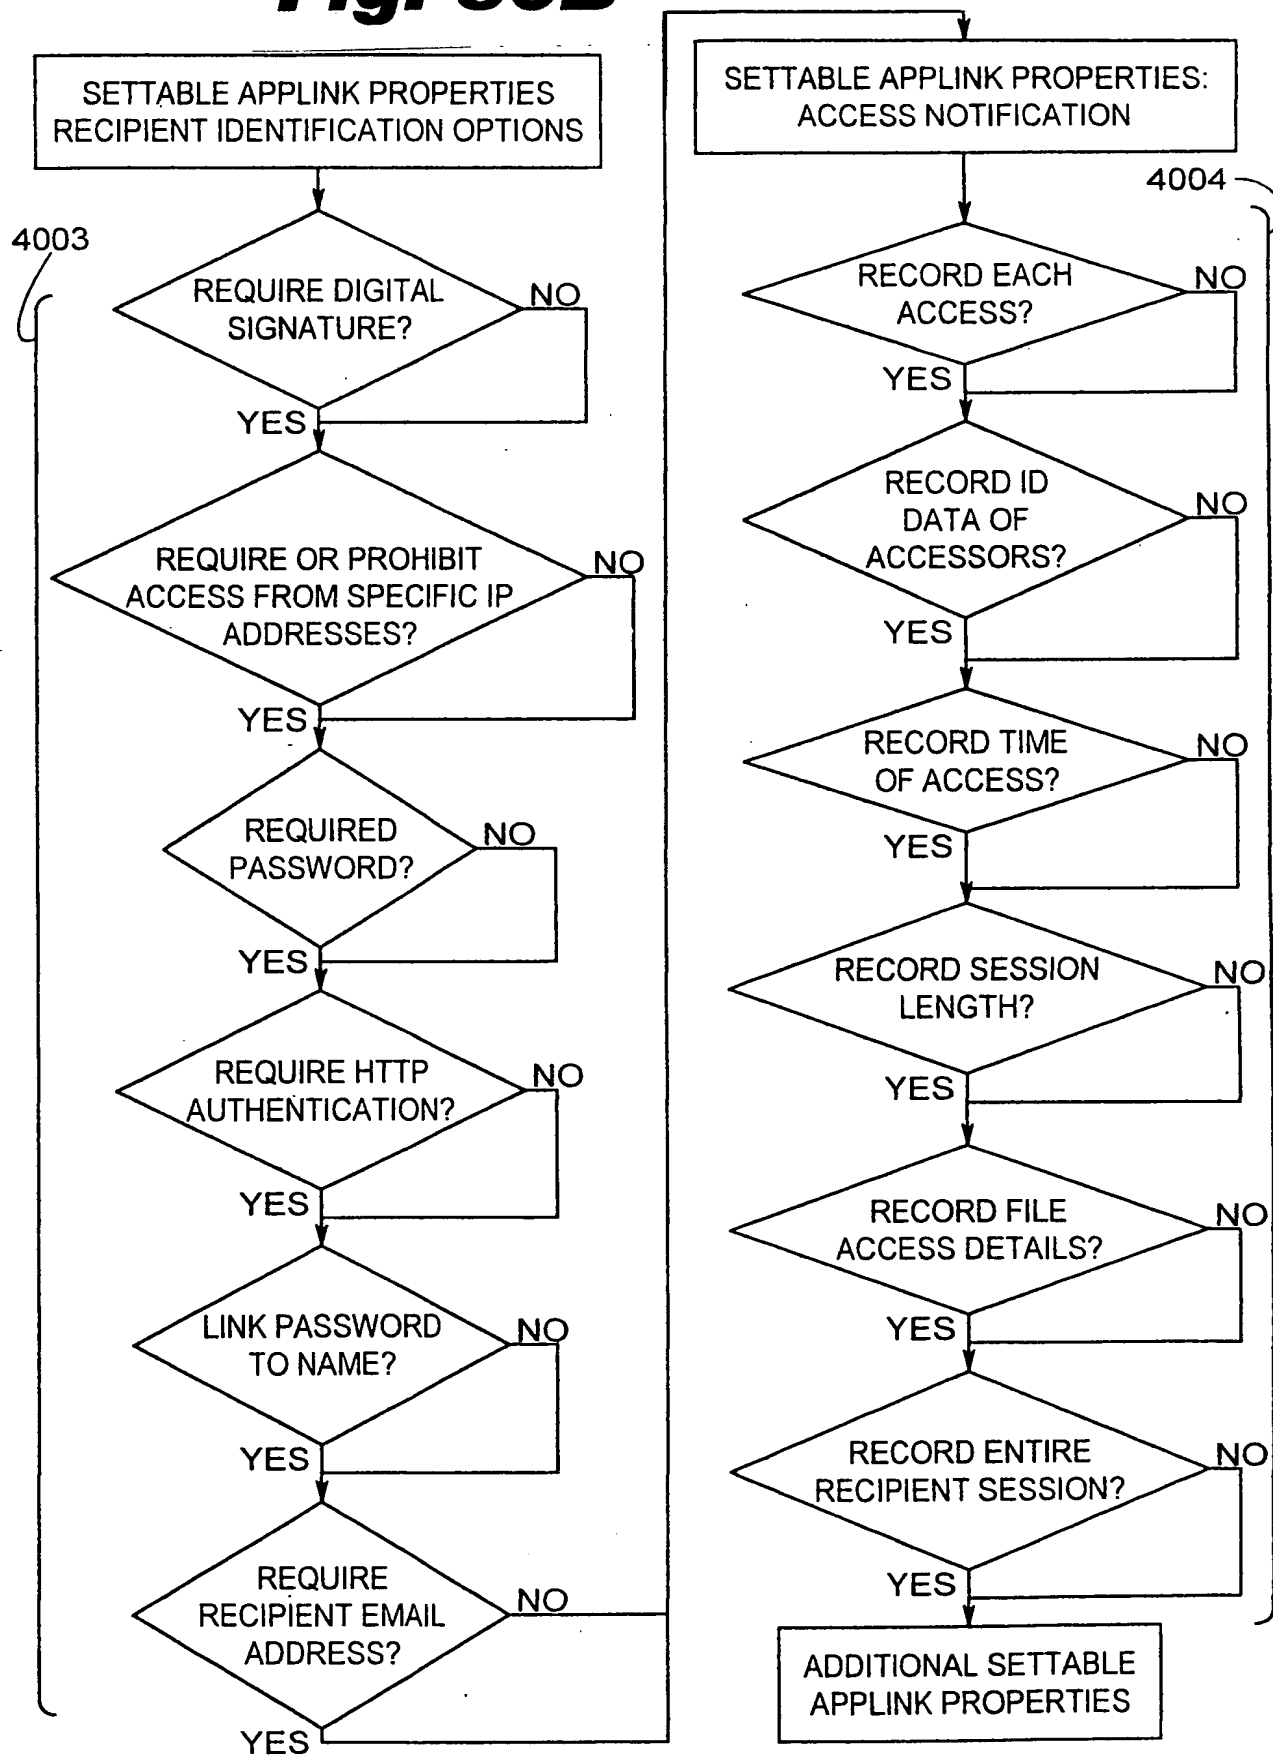 SETTABLE APPLINK PROPERTIES
RECIPIENT IDENTIFICATION OPTIONS
4003
REQUIRE DIGITAL
SIGNATURE?
NO
YES
REQUIRE OR PROHIBIT
ACCESS FROM SPECIFIC IP
ADDRESSES?
NO
YES
REQUIRED
PASSWORD?
NO
YES
REQUIRE HTTP
AUTHENTICATION?
NO
YES
LINK PASSWORD
TO NAME?
NO
YES
REQUIRE
RECIPIENT EMAIL
ADDRESS?
NO
YES
SETTABLE APPLINK PROPERTIES:
ACCESS NOTIFICATION
4004
RECORD EACH
ACCESS?
NO
YES
RECORD ID
DATA OF
ACCESSORS?
NO
YES
RECORD TIME
OF ACCESS?
NO
YES
RECORD SESSION
LENGTH?
NO
YES
RECORD FILE
ACCESS DETAILS?
NO
YES
RECORD ENTIRE
RECIPIENT SESSION?
NO
YES
ADDITIONAL SETTABLE
APPLINK PROPERTIES